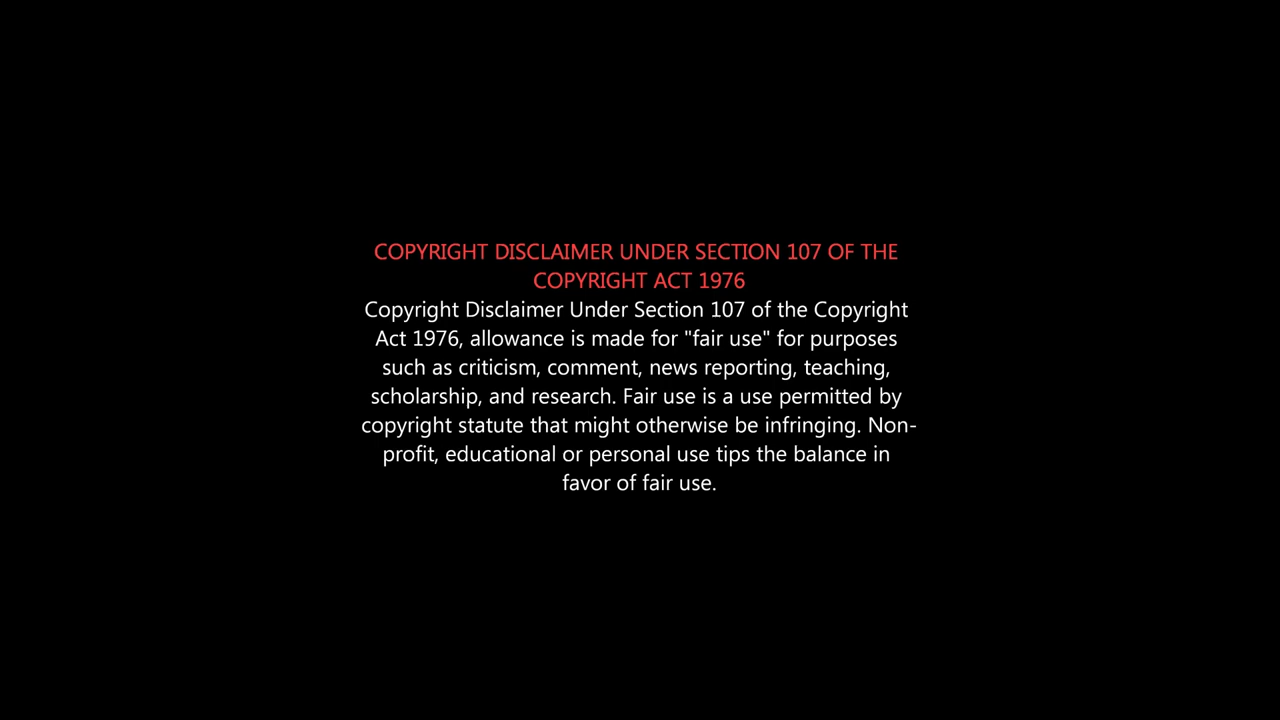 COPYRIGHT DISCLAIMER UNDER SECTION 107 OF THE
COPYRIGHT ACT 1976
Copyright Disclaimer Under Section 107 of the Copyright
Act 1976, allowance is made for "fair use" for purposes
such as criticism, comment, news reporting, teaching,
scholarship, and research. Fair use is a use permitted by
copyright statute that might otherwise be infringing. Non-
profit, educational or personal use tips the balance in
favor of fair use.